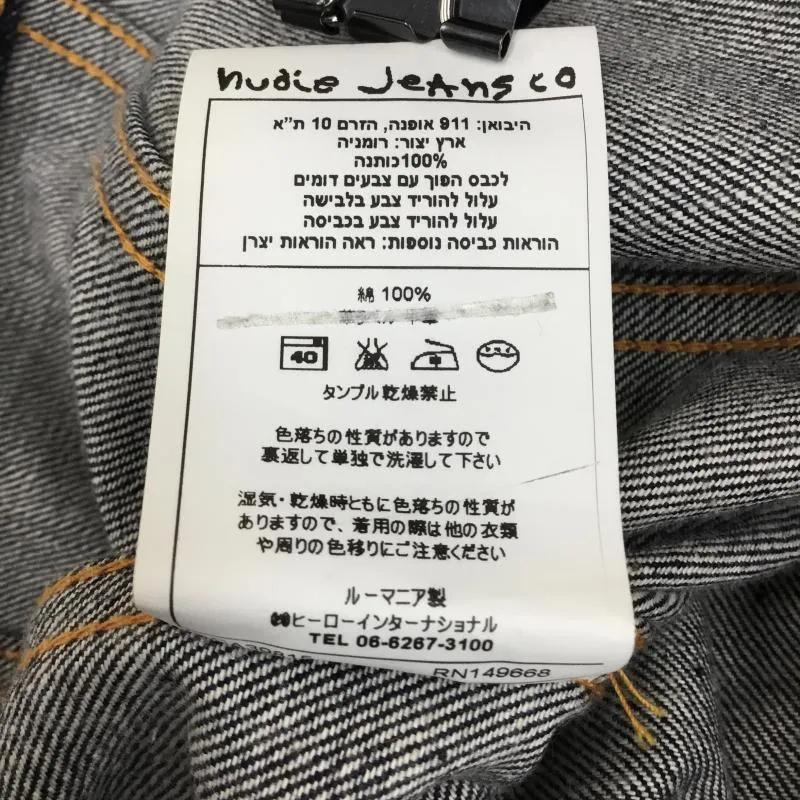 nudie Jeans co
היבואן: 911 אופנה, הזרם 10 ת"א
ארץ יצור: רומניה
100%כותנה
לכבס הפוך עם צבעים דומים
עלול להוריד צבע בלבישה
עלול להוריד צבע בכביסה
הוראות כביסה נוספות: ראה הוראות יצרן
綿 100%
40
タンブル乾燥禁止
色落ちの性質がありますので
裏返して単独で洗濯して下さい
湿気・乾燥時ともに色落ちの性質が
ありますので、着用の際は他の衣類
や周りの色移りにご注意ください
ルーマニア製
㈱ヒーローインターナショナル
TEL 06-6267-3100
RN149668